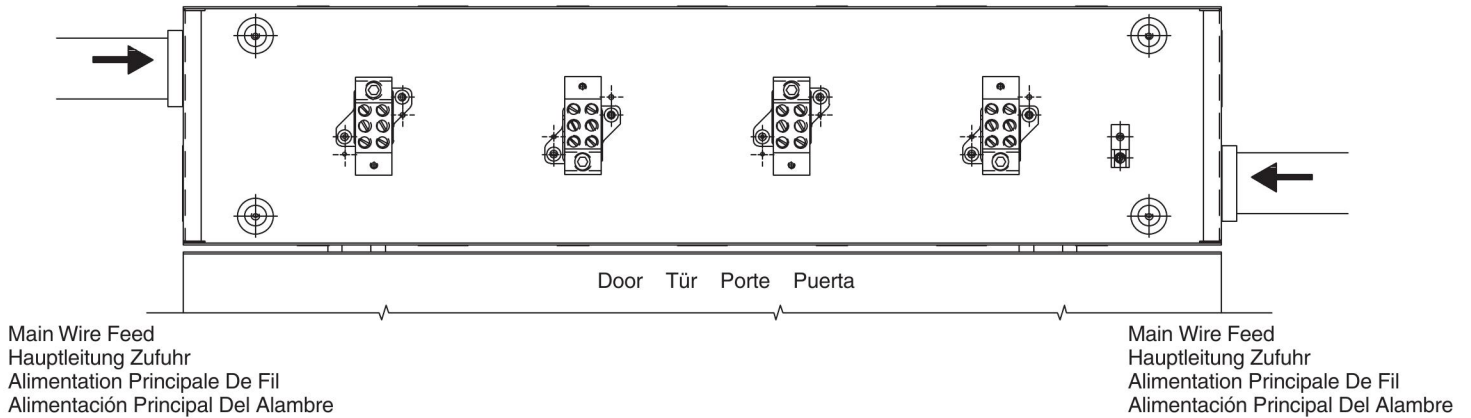 Door Tür Porte Puerta
Main Wire Feed
Hauptleitung Zufuhr
Alimentation Principale De Fil
Alimentación Principal Del Alambre
Main Wire Feed
Hauptleitung Zufuhr
Alimentation Principale De Fil
Alimentación Principal Del Alambre